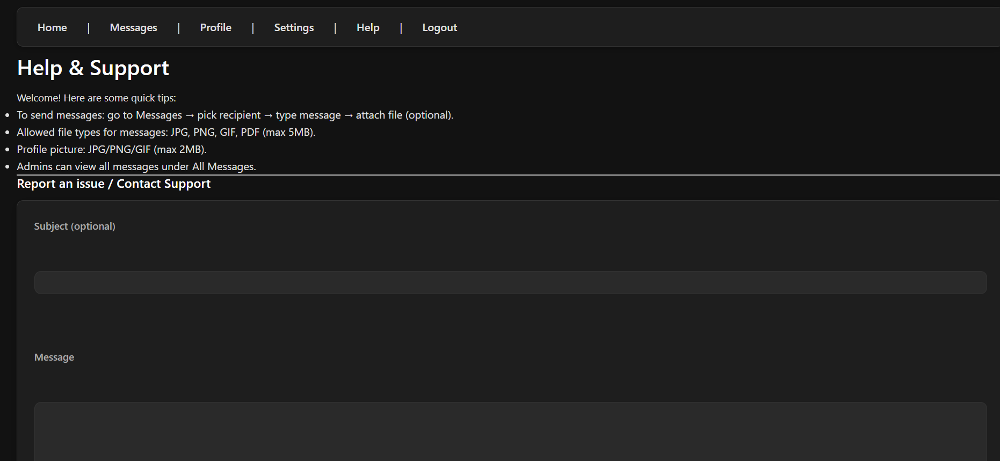 Home | Messages | Profile | Settings | Help | Logout
Help & Support
Welcome! Here are some quick tips:
• To send messages: go to Messages → pick recipient → type message → attach file (optional).
• Allowed file types for messages: JPG, PNG, GIF, PDF (max 5MB).
• Profile picture: JPG/PNG/GIF (max 2MB).
• Admins can view all messages under All Messages.
Report an issue / Contact Support
Subject (optional)
Message